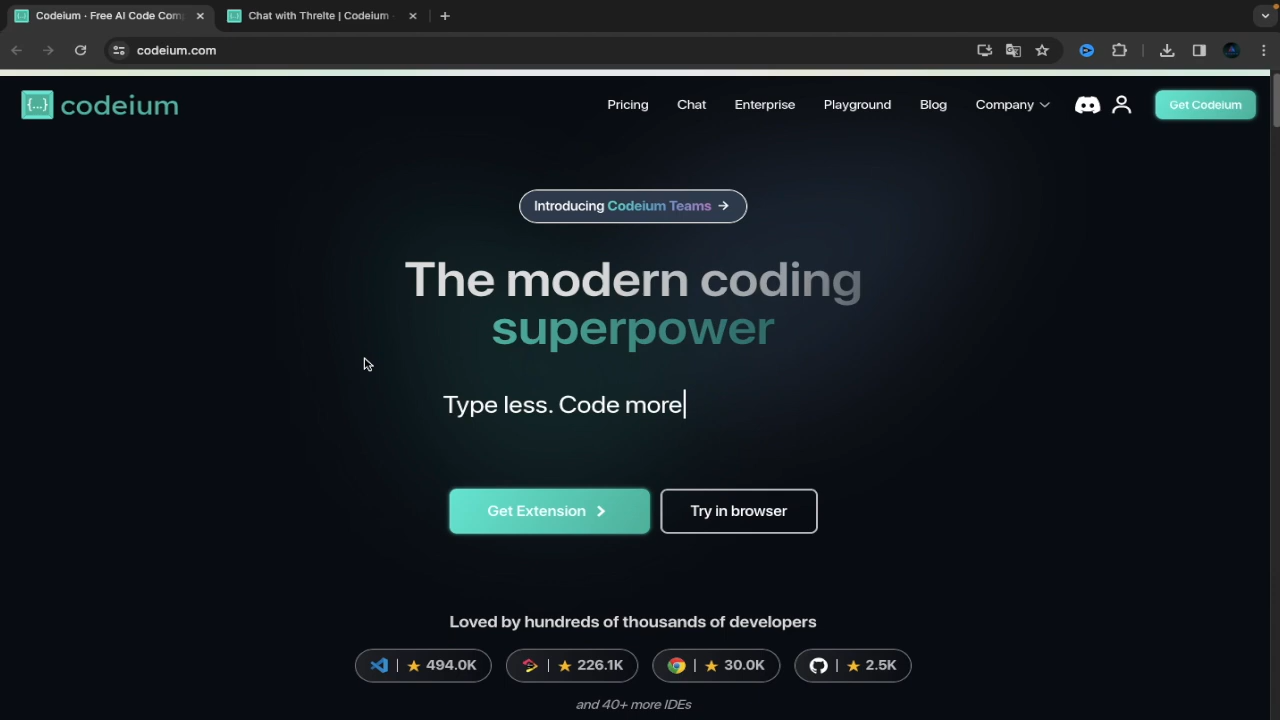 Codeium · Free AI Code Comp
Chat with Threlte | Codeium ·
codeium.com
{...} codeium
Pricing
Chat
Enterprise
Playground
Blog
Company
Get Codeium
Introducing Codeium Teams →
The modern coding
superpower
Type less. Code more
Get Extension
Try in browser
Loved by hundreds of thousands of developers
494.0K
226.1K
30.0K
2.5K
and 40+ more IDEs